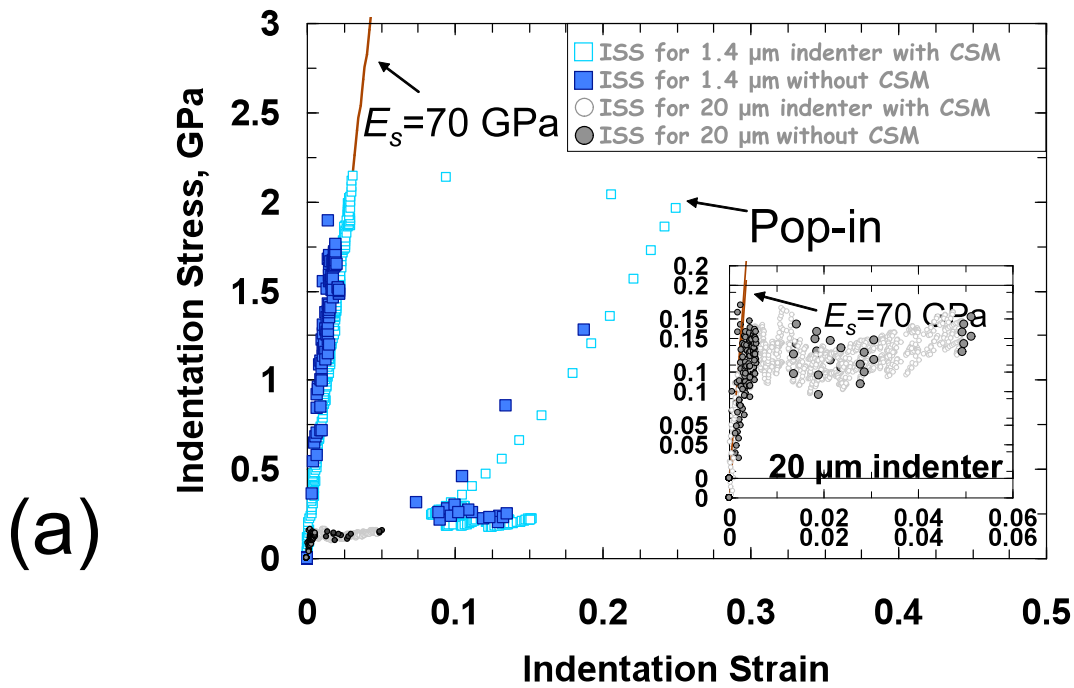 (a)
Indentation Stress, GPa
3
2.5
2
1.5
1
0.5
0
0
0.1
0.2
0.3
0.4
0.5
Indentation Strain
ISS for 1.4 µm indenter with CSM
ISS for 1.4 µm without CSM
ISS for 20 µm indenter with CSM
ISS for 20 µm without CSM
Es=70 GPa
Pop-in
0.2
0.2
0.15
0.15
0.1
0.1
0.05
0.05
0
0
Es=70 GPa
20 µm indenter
0
0.02
0.04
0.06
0
0.02
0.04
0.06